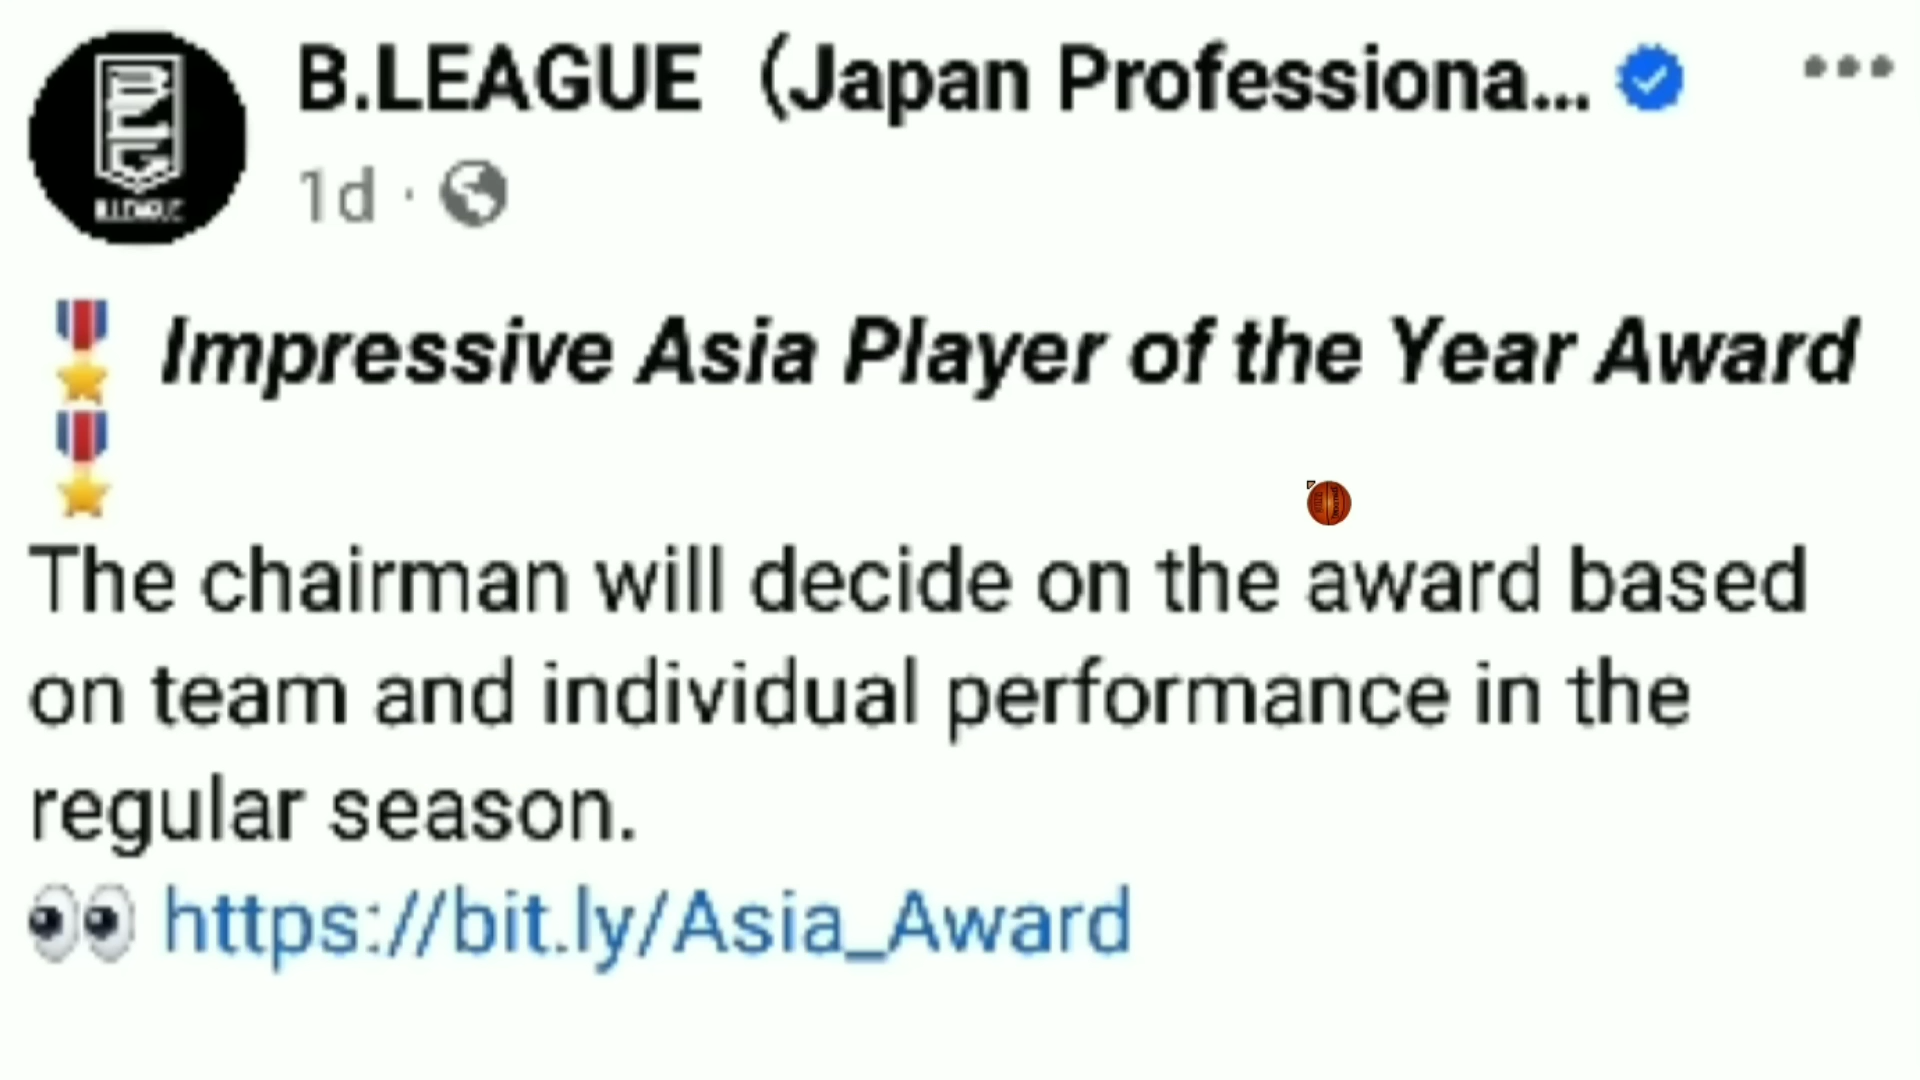 B.LEAGUE（Japan Professiona...
1d ·
Impressive Asia Player of the Year Award
The chairman will decide on the award based
on team and individual performance in the
regular season.
https://bit.ly/Asia_Award
B.LEAGUE